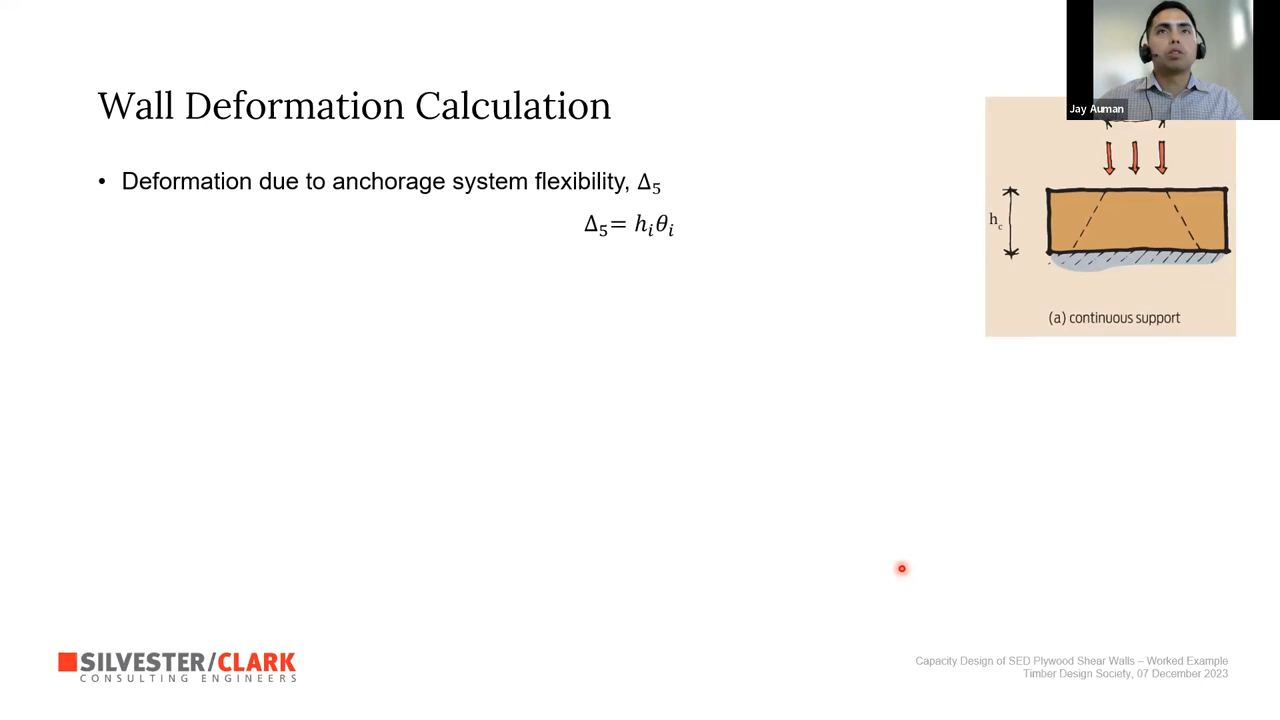 Jay Auman
Wall Deformation Calculation
• Deformation due to anchorage system flexibility, Δ₅
Δ₅= hᵢθᵢ
h꜀
(a) continuous support
SILVESTER/CLARK
CONSULTING ENGINEERS
Capacity Design of SED Plywood Shear Walls – Worked Example
Timber Design Society, 07 December 2023